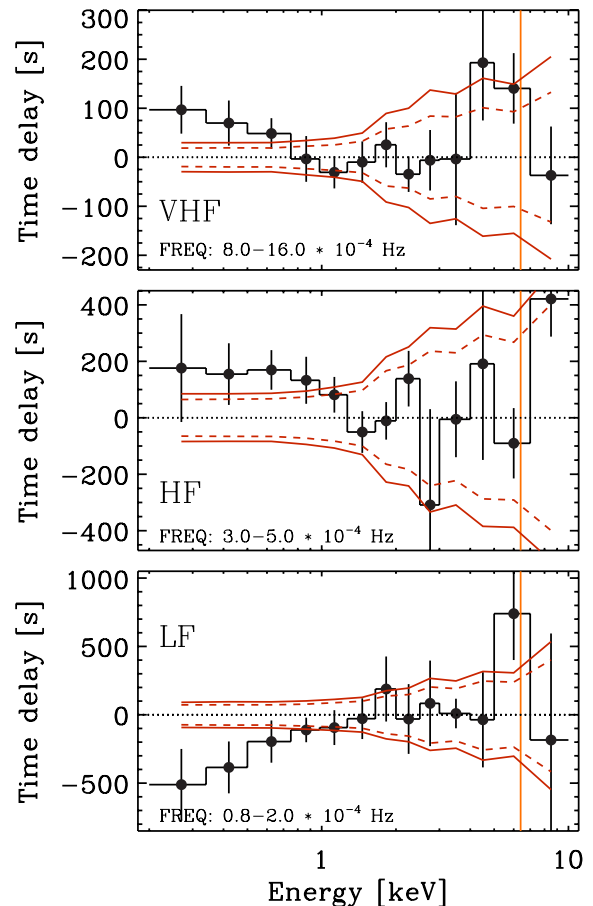 300
200
100
0
−100
−200
Time delay [s]
VHF
FREQ: 8.0−16.0 * 10⁻⁴ Hz
400
200
0
−200
−400
Time delay [s]
HF
FREQ: 3.0−5.0 * 10⁻⁴ Hz
1000
500
0
−500
Time delay [s]
LF
FREQ: 0.8−2.0 * 10⁻⁴ Hz
1 10
Energy [keV]